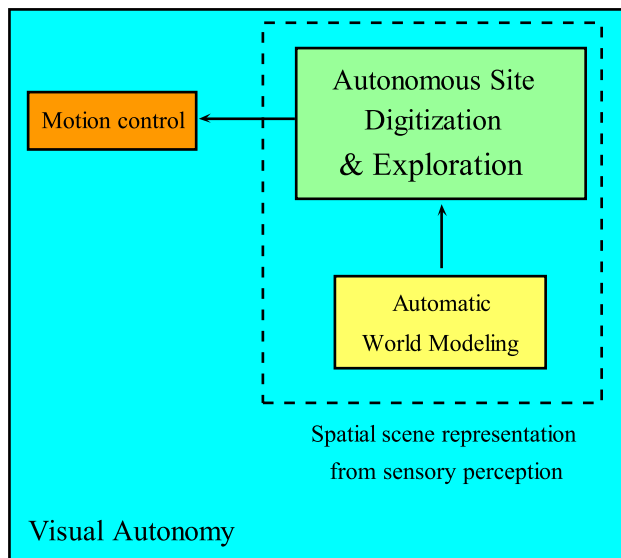 Autonomous Site
Digitization
& Exploration
Motion control
Automatic
World Modeling
Spatial scene representation
from sensory perception
Visual Autonomy